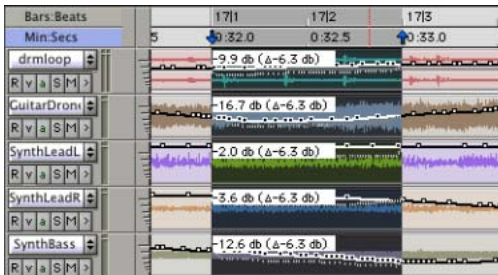 Bars:Beats 17|1 17|2 17|3
Min:Secs 5 0:32.0 0:32.5 0:33.0
drmloop -9.9 db (Δ-6.3 db)
R v a S M >
GuitarDron -16.7 db (Δ-6.3 db)
R v a S M >
SynthLeadL -2.0 db (Δ-6.3 db)
R v a S M >
SynthLeadR -3.6 db (Δ-6.3 db)
R v a S M >
SynthBass -12.6 db (Δ-6.3 db)
R v a S M >